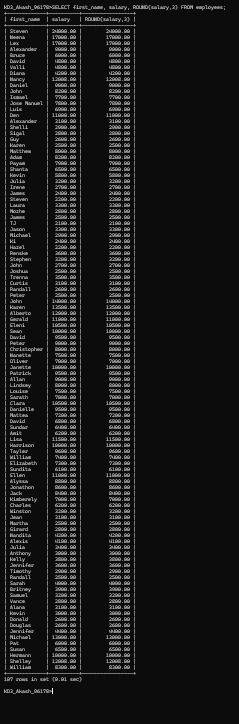 KD3_Akash_06178>SELECT first_name, salary, ROUND(salary,3) FROM employees;
| first_name | salary | ROUND(salary,3) |
| Steven | 24000.00 | 24000.00 |
| Neena | 17000.00 | 17000.00 |
| Lex | 17000.00 | 17000.00 |
| Alexander | 9000.00 | 9000.00 |
| Bruce | 6000.00 | 6000.00 |
| David | 4800.00 | 4800.00 |
| Valli | 4800.00 | 4800.00 |
| Diana | 4200.00 | 4200.00 |
| Nancy | 12008.00 | 12008.00 |
| Daniel | 9000.00 | 9000.00 |
| John | 8200.00 | 8200.00 |
| Ismael | 7700.00 | 7700.00 |
| Jose Manuel | 7800.00 | 7800.00 |
| Luis | 6900.00 | 6900.00 |
| Den | 11000.00 | 11000.00 |
| Alexander | 3100.00 | 3100.00 |
| Shelli | 2900.00 | 2900.00 |
| Sigal | 2800.00 | 2800.00 |
| Guy | 2600.00 | 2600.00 |
| Karen | 2500.00 | 2500.00 |
| Matthew | 8000.00 | 8000.00 |
| Adam | 8200.00 | 8200.00 |
| Payam | 7900.00 | 7900.00 |
| Shanta | 6500.00 | 6500.00 |
| Kevin | 5800.00 | 5800.00 |
| Julia | 3200.00 | 3200.00 |
| Irene | 2700.00 | 2700.00 |
| James | 2400.00 | 2400.00 |
| Steven | 2200.00 | 2200.00 |
| Laura | 3300.00 | 3300.00 |
| Mozhe | 2800.00 | 2800.00 |
| James | 2500.00 | 2500.00 |
| TJ | 2100.00 | 2100.00 |
| Jason | 3300.00 | 3300.00 |
| Michael | 2900.00 | 2900.00 |
| Ki | 2400.00 | 2400.00 |
| Hazel | 2200.00 | 2200.00 |
| Renske | 3600.00 | 3600.00 |
| Stephen | 3200.00 | 3200.00 |
| John | 2700.00 | 2700.00 |
| Joshua | 2500.00 | 2500.00 |
| Trenna | 3500.00 | 3500.00 |
| Curtis | 3100.00 | 3100.00 |
| Randall | 2600.00 | 2600.00 |
| Peter | 2500.00 | 2500.00 |
| John | 14000.00 | 14000.00 |
| Karen | 13500.00 | 13500.00 |
| Alberto | 12000.00 | 12000.00 |
| Gerald | 11000.00 | 11000.00 |
| Eleni | 10500.00 | 10500.00 |
| Sean | 10000.00 | 10000.00 |
| David | 9500.00 | 9500.00 |
| Peter | 9000.00 | 9000.00 |
| Christopher | 8000.00 | 8000.00 |
| Nanette | 7500.00 | 7500.00 |
| Oliver | 7000.00 | 7000.00 |
| Janette | 10000.00 | 10000.00 |
| Patrick | 9500.00 | 9500.00 |
| Allan | 9000.00 | 9000.00 |
| Lindsey | 8000.00 | 8000.00 |
| Louise | 7500.00 | 7500.00 |
| Sarath | 7000.00 | 7000.00 |
| Clara | 10500.00 | 10500.00 |
| Danielle | 9500.00 | 9500.00 |
| Mattea | 7200.00 | 7200.00 |
| David | 6800.00 | 6800.00 |
| Sundar | 6400.00 | 6400.00 |
| Amit | 6200.00 | 6200.00 |
| Lisa | 11500.00 | 11500.00 |
| Harrison | 10000.00 | 10000.00 |
| Tayler | 9600.00 | 9600.00 |
| William | 7400.00 | 7400.00 |
| Elizabeth | 7300.00 | 7300.00 |
| Sundita | 6100.00 | 6100.00 |
| Ellen | 11000.00 | 11000.00 |
| Alyssa | 8800.00 | 8800.00 |
| Jonathon | 8600.00 | 8600.00 |
| Jack | 8400.00 | 8400.00 |
| Kimberely | 7000.00 | 7000.00 |
| Charles | 6200.00 | 6200.00 |
| Winston | 3200.00 | 3200.00 |
| Jean | 3100.00 | 3100.00 |
| Martha | 2500.00 | 2500.00 |
| Girard | 2800.00 | 2800.00 |
| Nandita | 4200.00 | 4200.00 |
| Alexis | 4100.00 | 4100.00 |
| Julia | 3400.00 | 3400.00 |
| Anthony | 3000.00 | 3000.00 |
| Kelly | 3800.00 | 3800.00 |
| Jennifer | 3600.00 | 3600.00 |
| Timothy | 2900.00 | 2900.00 |
| Randall | 2500.00 | 2500.00 |
| Sarah | 4000.00 | 4000.00 |
| Britney | 3900.00 | 3900.00 |
| Samuel | 3200.00 | 3200.00 |
| Vance | 2800.00 | 2800.00 |
| Alana | 3100.00 | 3100.00 |
| Kevin | 3000.00 | 3000.00 |
| Donald | 2600.00 | 2600.00 |
| Douglas | 2600.00 | 2600.00 |
| Jennifer | 4400.00 | 4400.00 |
| Michael | 13000.00 | 13000.00 |
| Pat | 6000.00 | 6000.00 |
| Susan | 6500.00 | 6500.00 |
| Hermann | 10000.00 | 10000.00 |
| Shelley | 12008.00 | 12008.00 |
| William | 8300.00 | 8300.00 |
107 rows in set (0.01 sec)
KD3_Akash_06178>